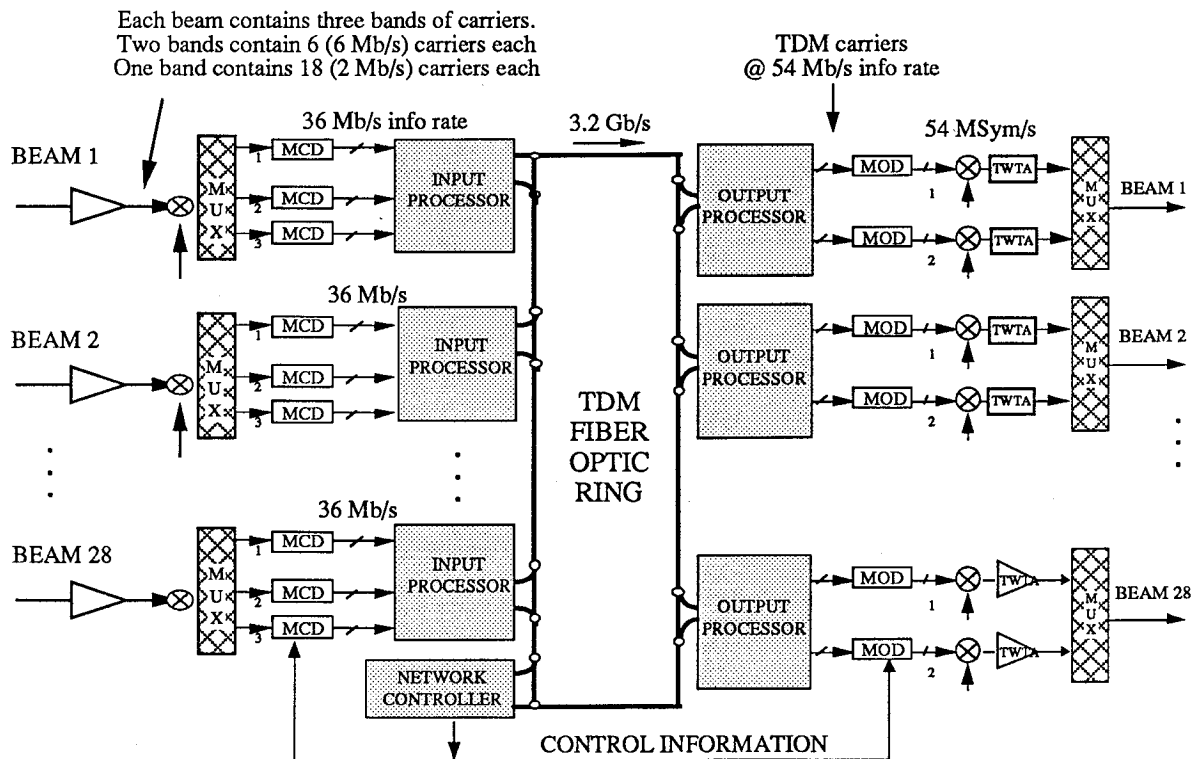 Each beam contains three bands of carriers.
Two bands contain 6 (6 Mb/s) carriers each
One band contains 18 (2 Mb/s) carriers each
TDM carriers
@ 54 Mb/s info rate
BEAM 1
MUX
1
MCD
2
MCD
3
MCD
36 Mb/s info rate
INPUT
PROCESSOR
3.2 Gb/s
OUTPUT
PROCESSOR
MOD
1
MOD
2
54 MSym/s
TWTA
TWTA
MUX
BEAM 1
BEAM 2
MUX
1
MCD
2
MCD
3
MCD
36 Mb/s
INPUT
PROCESSOR
OUTPUT
PROCESSOR
MOD
1
MOD
2
TWTA
TWTA
MUX
BEAM 2
TDM
FIBER
OPTIC
RING
BEAM 28
MUX
1
MCD
2
MCD
3
MCD
36 Mb/s
INPUT
PROCESSOR
OUTPUT
PROCESSOR
MOD
1
MOD
2
TWTA
TWTA
MUX
BEAM 28
NETWORK
CONTROLLER
CONTROL INFORMATION